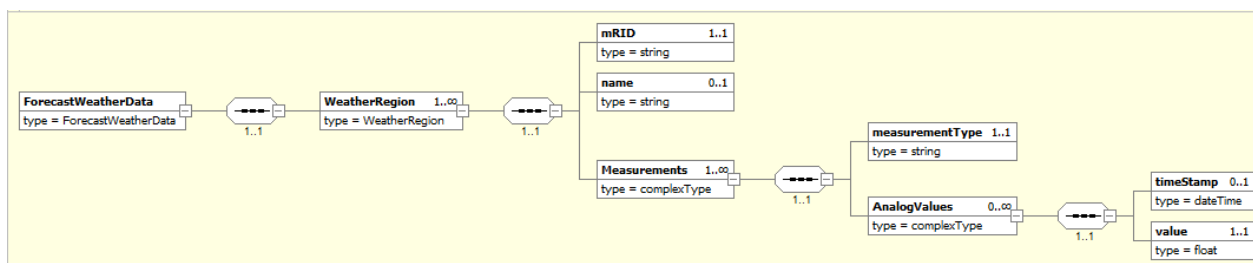 ForecastWeatherData
type = ForecastWeatherData
1..1
WeatherRegion 1..∞
type = WeatherRegion
1..1
mRID 1..1
type = string
name 0..1
type = string
Measurements 1..∞
type = complexType
1..1
measurementType 1..1
type = string
AnalogValues 0..∞
type = complexType
1..1
timeStamp 0..1
type = dateTime
value 1..1
type = float